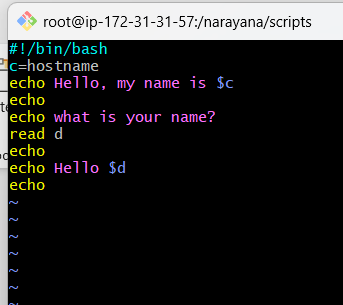 root@ip-172-31-31-57:/narayana/scripts
#!/bin/bash
c=hostname
echo Hello, my name is $c
echo
echo what is your name?
read d
echo
echo Hello $d
echo
~
~
~
~
~
~
~